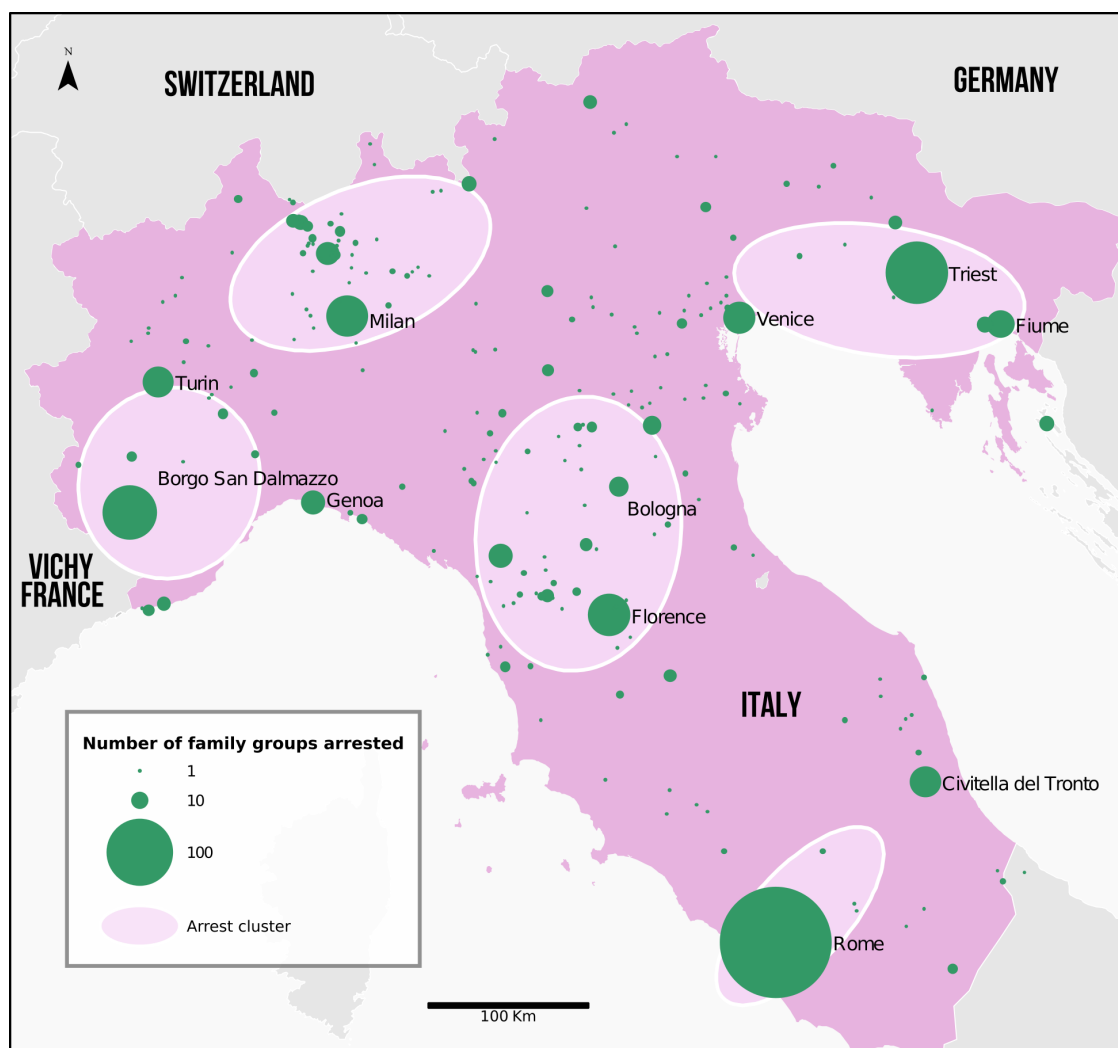 N
SWITZERLAND
GERMANY
Triest
Milan
Venice
Fiume
Turin
Borgo San Dalmazzo
Genoa
Bologna
VICHY
FRANCE
Florence
ITALY
Number of family groups arrested
1
10
100
Arrest cluster
Civitella del Tronto
Rome
100 Km